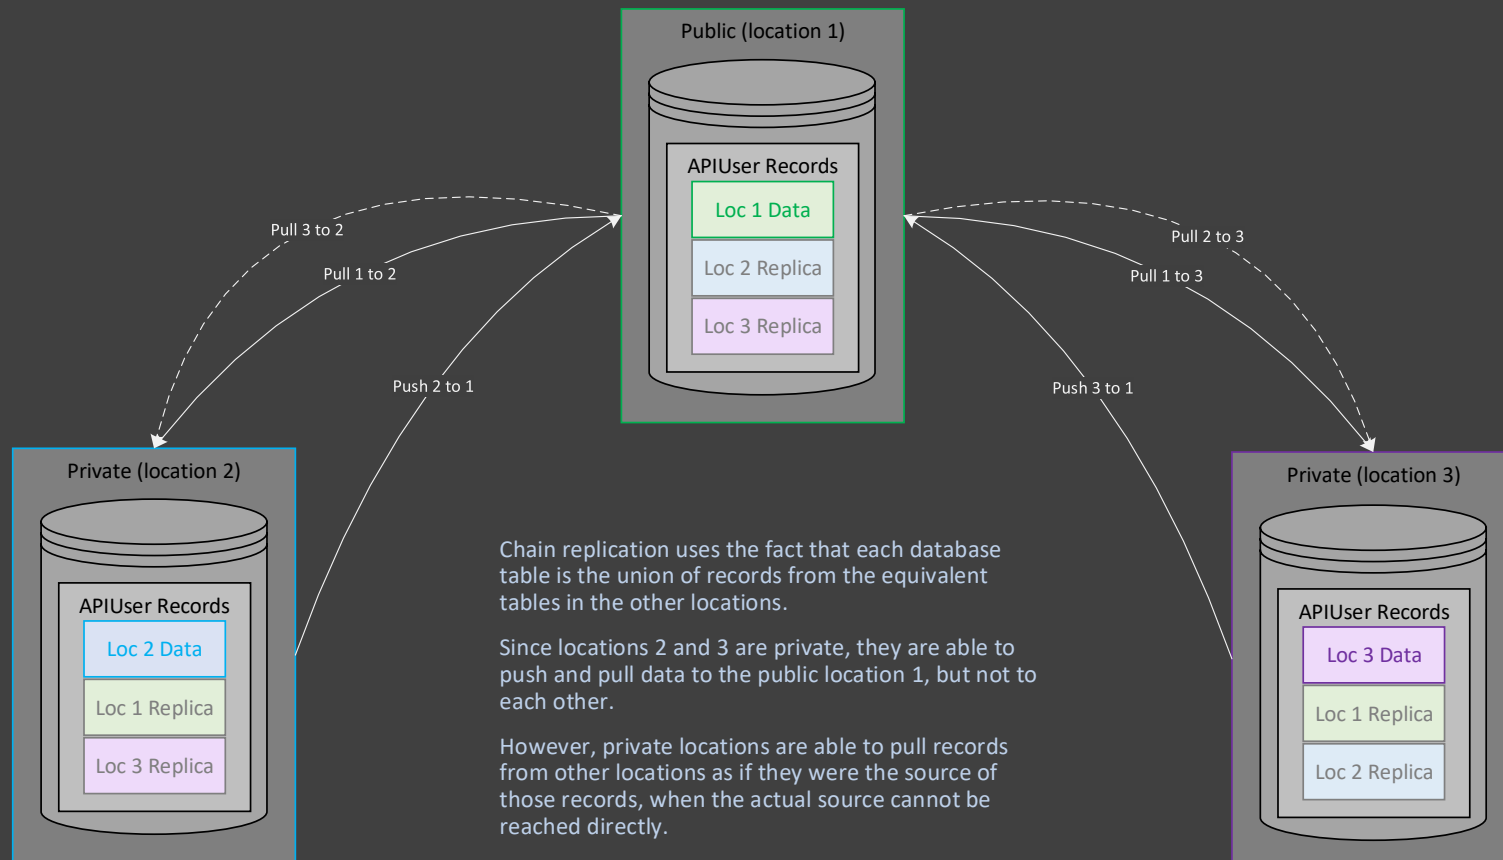 Public (location 1)
APIUser Records
Loc 1 Data
Loc 2 Replica
Loc 3 Replica
Pull 3 to 2
Pull 1 to 2
Push 2 to 1
Pull 2 to 3
Pull 1 to 3
Push 3 to 1
Private (location 2)
APIUser Records
Loc 2 Data
Loc 1 Replica
Loc 3 Replica
Chain replication uses the fact that each database
table is the union of records from the equivalent
tables in the other locations.
Since locations 2 and 3 are private, they are able to
push and pull data to the public location 1, but not to
each other.
However, private locations are able to pull records
from other locations as if they were the source of
those records, when the actual source cannot be
reached directly.
Private (location 3)
APIUser Records
Loc 3 Data
Loc 1 Replica
Loc 2 Replica